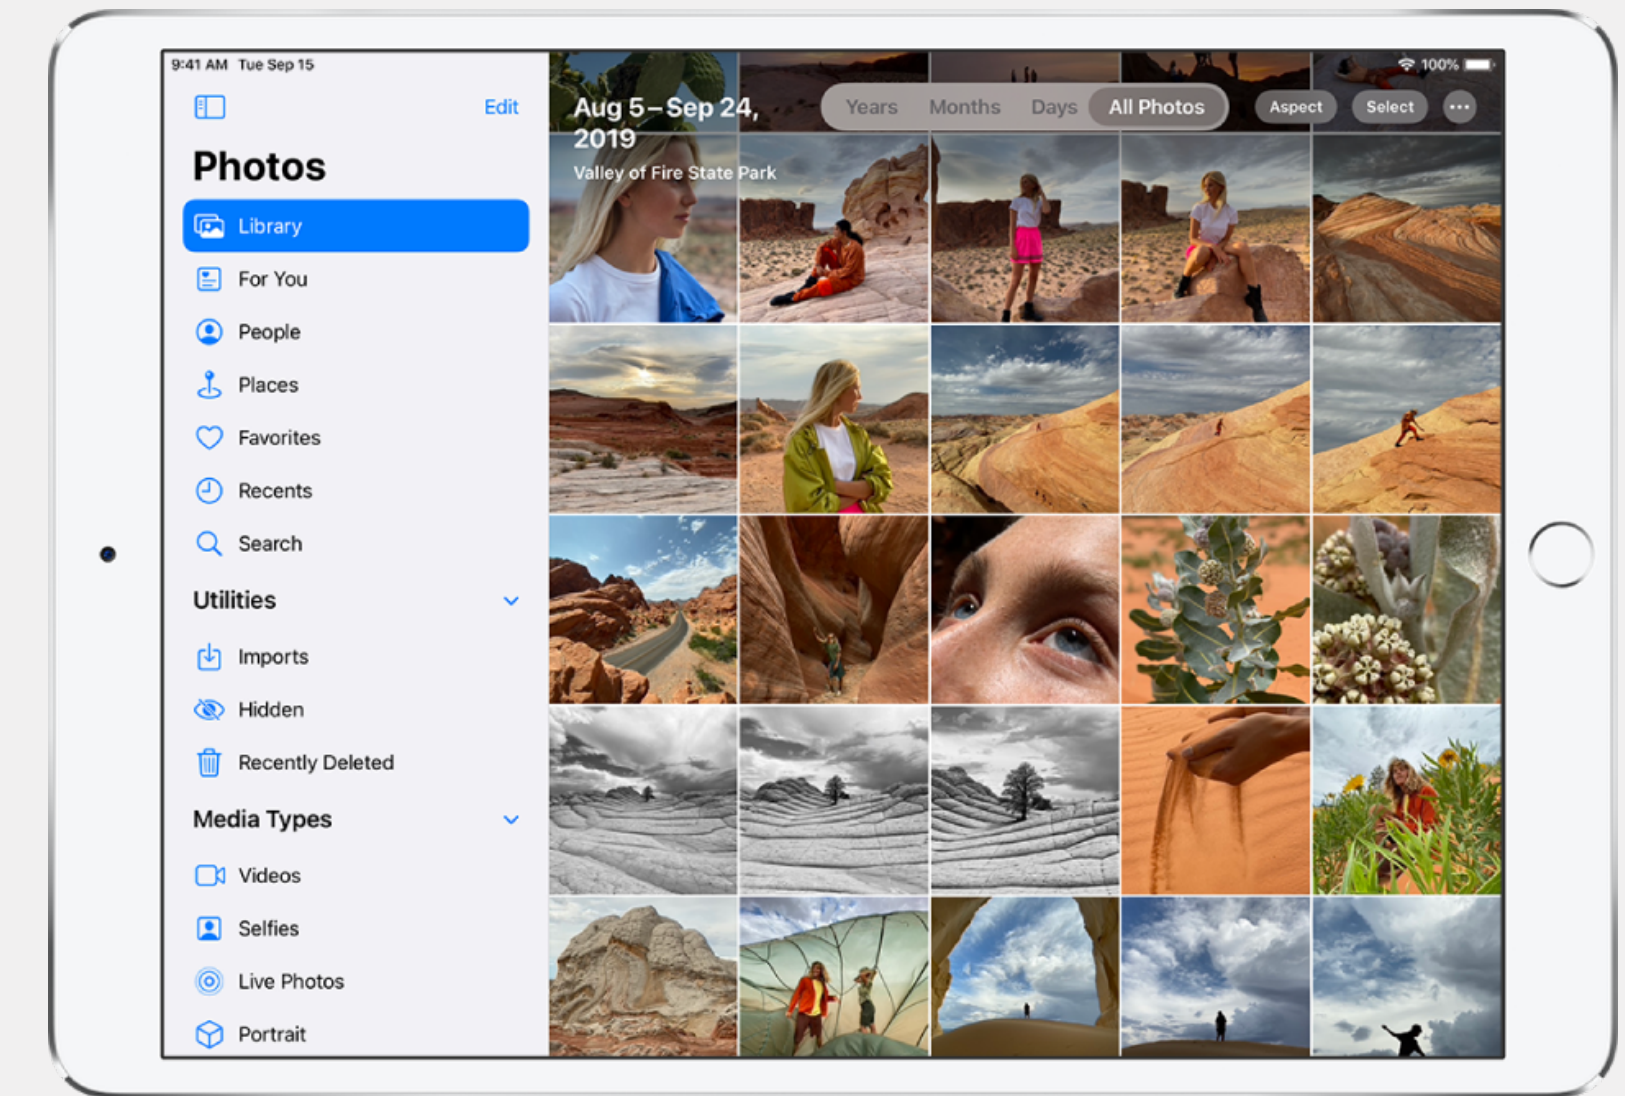 9:41 AM Tue Sep 15
100%
Edit
Photos
Library
For You
People
Places
Favorites
Recents
Search
Utilities
Imports
Hidden
Recently Deleted
Media Types
Videos
Selfies
Live Photos
Portrait
Aug 5–Sep 24,
2019
Valley of Fire State Park
Years Months Days All Photos
Aspect Select